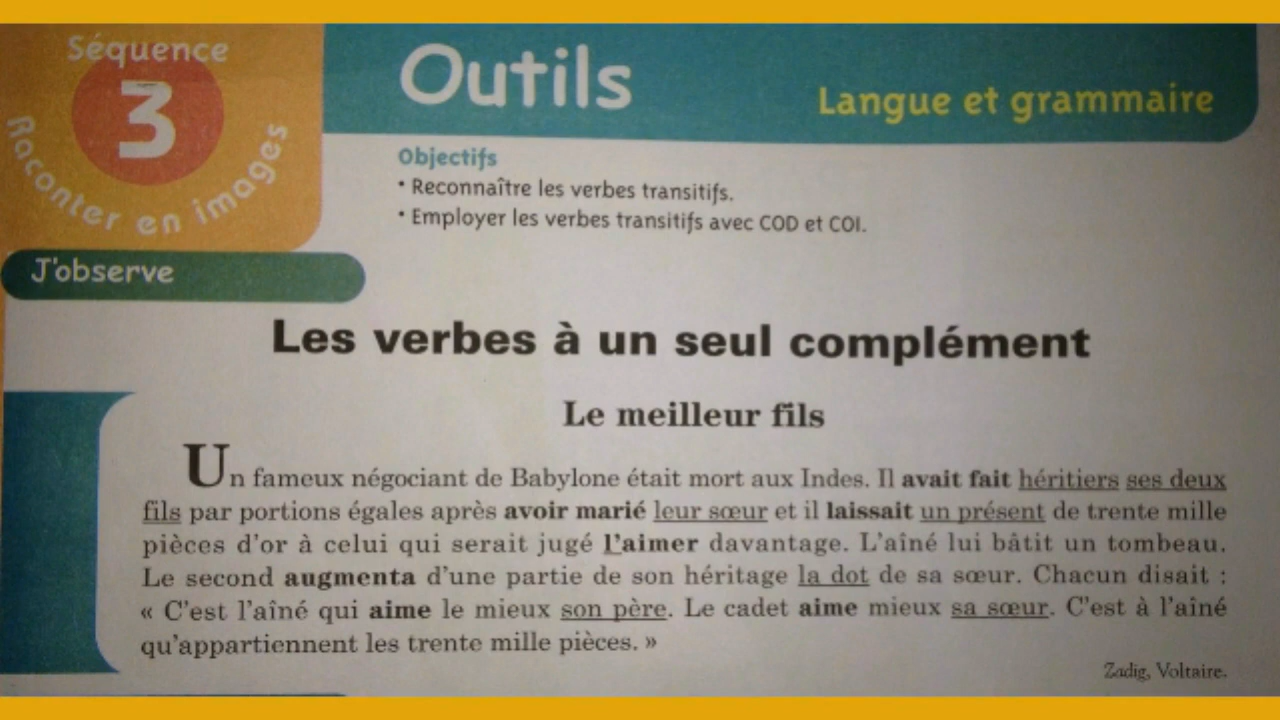 Séquence
3
Raconter en images
Outils
Langue et grammaire
Objectifs
• Reconnaître les verbes transitifs.
• Employer les verbes transitifs avec COD et COI.
J'observe
Les verbes à un seul complément
Le meilleur fils
Un fameux négociant de Babylone était mort aux Indes. Il avait fait héritiers ses deux
fils par portions égales après avoir marié leur sœur et il laissait un présent de trente mille
pièces d'or à celui qui serait jugé l'aimer davantage. L'aîné lui bâtit un tombeau.
Le second augmenta d'une partie de son héritage la dot de sa sœur. Chacun disait :
« C'est l'aîné qui aime le mieux son père. Le cadet aime mieux sa sœur. C'est à l'aîné
qu'appartiennent les trente mille pièces. »
Zadig, Voltaire.